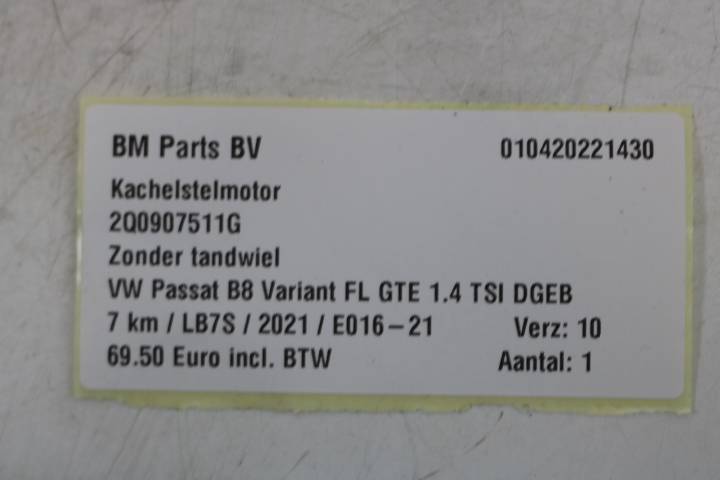 BM Parts BV 010420221430
Kachelstelmotor
2Q0907511G
Zonder tandwiel
VW Passat B8 Variant FL GTE 1.4 TSI DGEB
7 km / LB7S / 2021 / E016-21 Verz: 10
69.50 Euro incl. BTW Aantal: 1